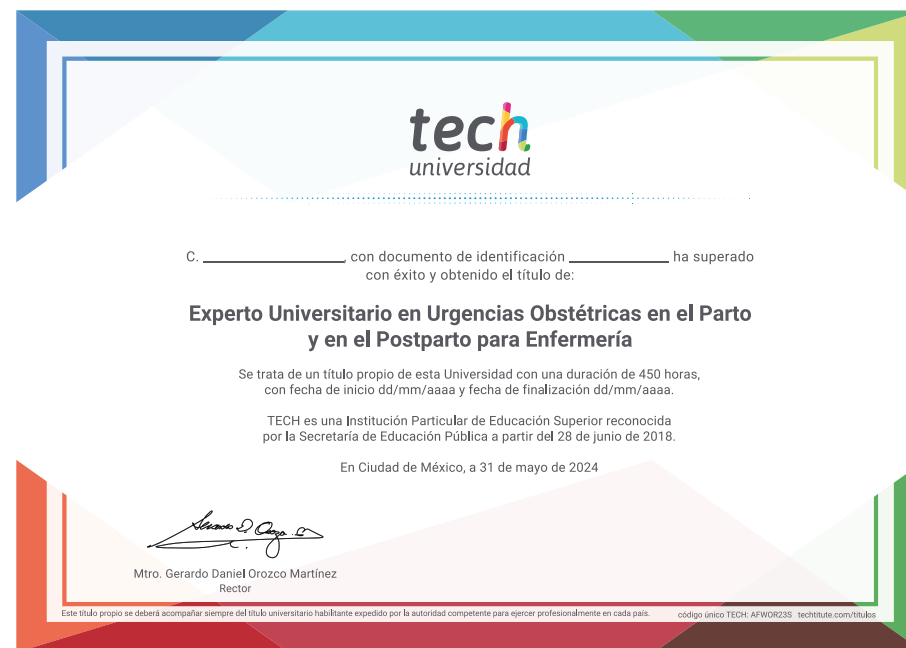 tech
universidad
C. ____________, con documento de identificación ____________ ha superado
con éxito y obtenido el título de:
Experto Universitario en Urgencias Obstétricas en el Parto
y en el Postparto para Enfermería
Se trata de un título propio de esta Universidad con una duración de 450 horas,
con fecha de inicio dd/mm/aaaa y fecha de finalización dd/mm/aaaa.
TECH es una Institución Particular de Educación Superior reconocida
por la Secretaría de Educación Pública a partir del 28 de junio de 2018.
En Ciudad de México, a 31 de mayo de 2024
Mtro. Gerardo Daniel Orozco Martínez
Rector
Este título propio se deberá acompañar siempre del título universitario habilitante expedido por la autoridad competente para ejercer profesionalmente en cada país.
código único TECH: AFWOR23S techtitute.com/titulos